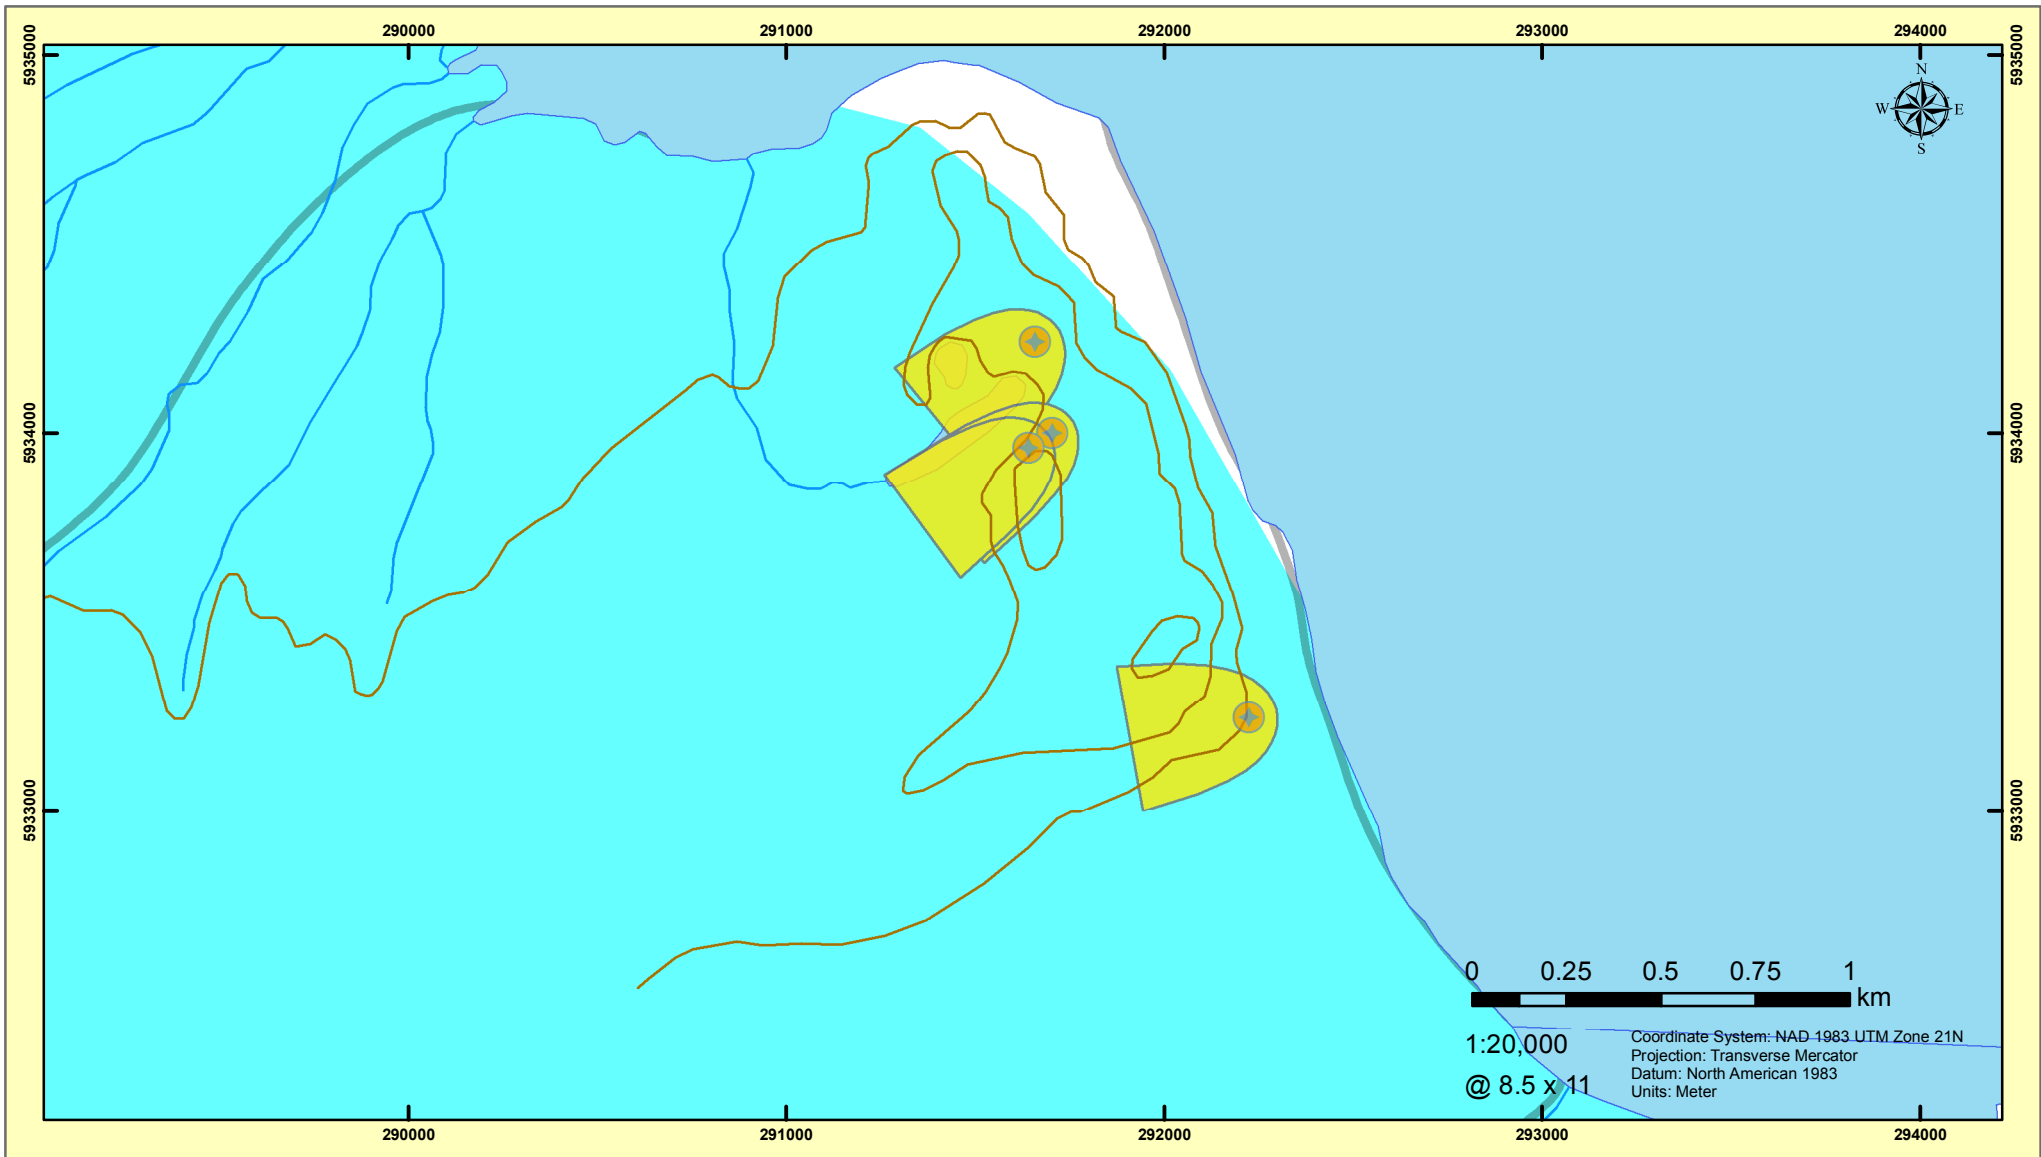 290000 291000 292000 293000 294000
5935000 5935000
N
W E
S
5934000 5934000
5933000 5933000
0 0.25 0.5 0.75 1
km
1:20,000
@ 8.5 x 11
Coordinate System: NAD 1983 UTM Zone 21N
Projection: Transverse Mercator
Datum: North American 1983
Units: Meter
290000 291000 292000 293000 294000